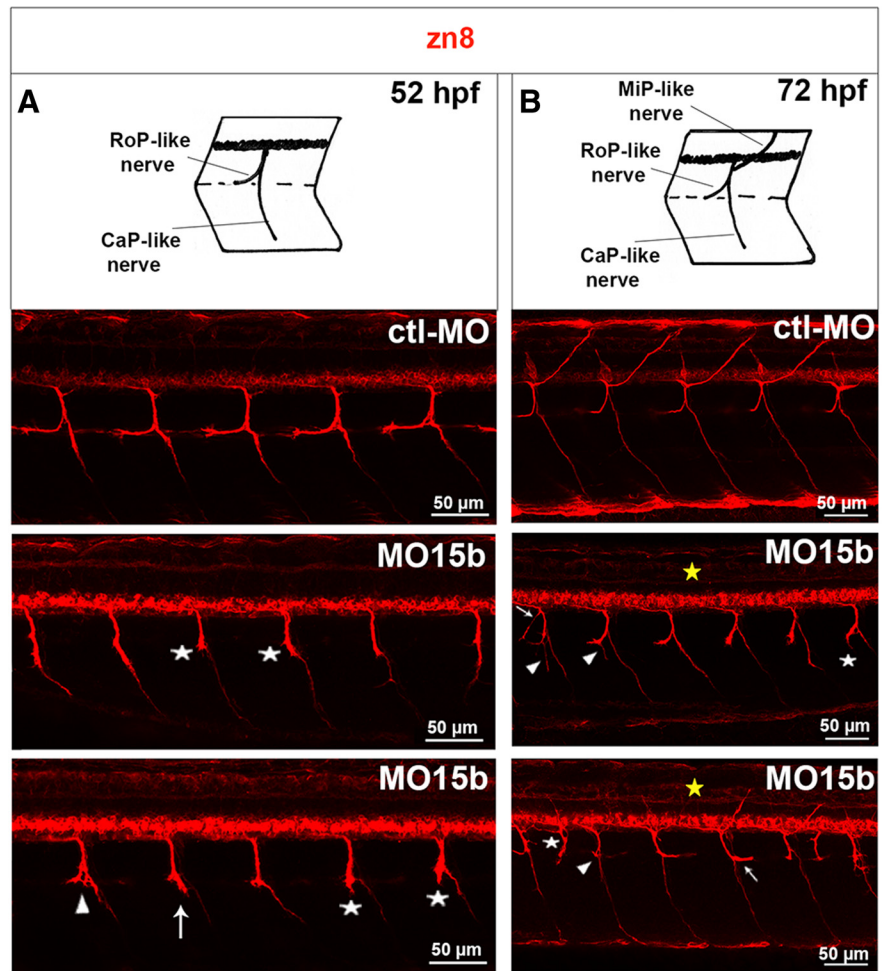 zn8
A
52 hpf
RoP-like
nerve
CaP-like
nerve
B
72 hpf
MiP-like
nerve
RoP-like
nerve
CaP-like
nerve
ctl-MO
50 µm
ctl-MO
50 µm
MO15b
50 µm
MO15b
50 µm
MO15b
50 µm
MO15b
50 µm